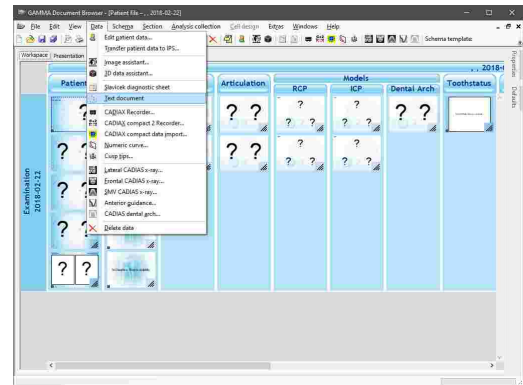 GAMMA Document Browser - [Patient file - , , 2018-02-22]
File Edit View Data Schema Section Analysis collection Cell design Extras Windows Help
Schema template:
Workspace Presentation
Edit patient data...
Transfer patient data to IPS...
Image assistant...
3D data assistant...
Slavicek diagnostic sheet
Text document
CADIAX Recorder...
CADIAX compact 2 Recorder...
CADIAX compact data import...
Numeric curve...
Cusp tips...
Lateral CADIAS x-ray...
Frontal CADIAS x-ray...
SMV CADIAS x-ray...
Anterior guidance...
CADIAS dental arch...
Delete data
, , 2018-
Patient
Articulation
Models
RCP
ICP
Dental Arch
Toothstatus
Examination
2018-02-22
? ? ? ? ? ?
? ? ? ? ? ? ? ?
? ? ? ?
? ?
? ?
? ?
? ?
Properties
Defaults